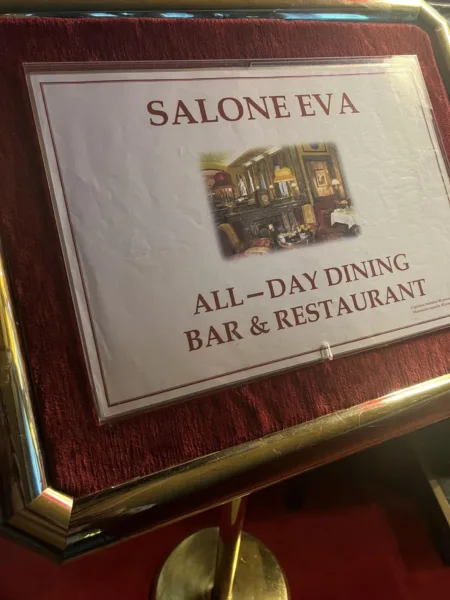 SALONE EVA
ALL–DAY DINING
BAR & RESTAURANT